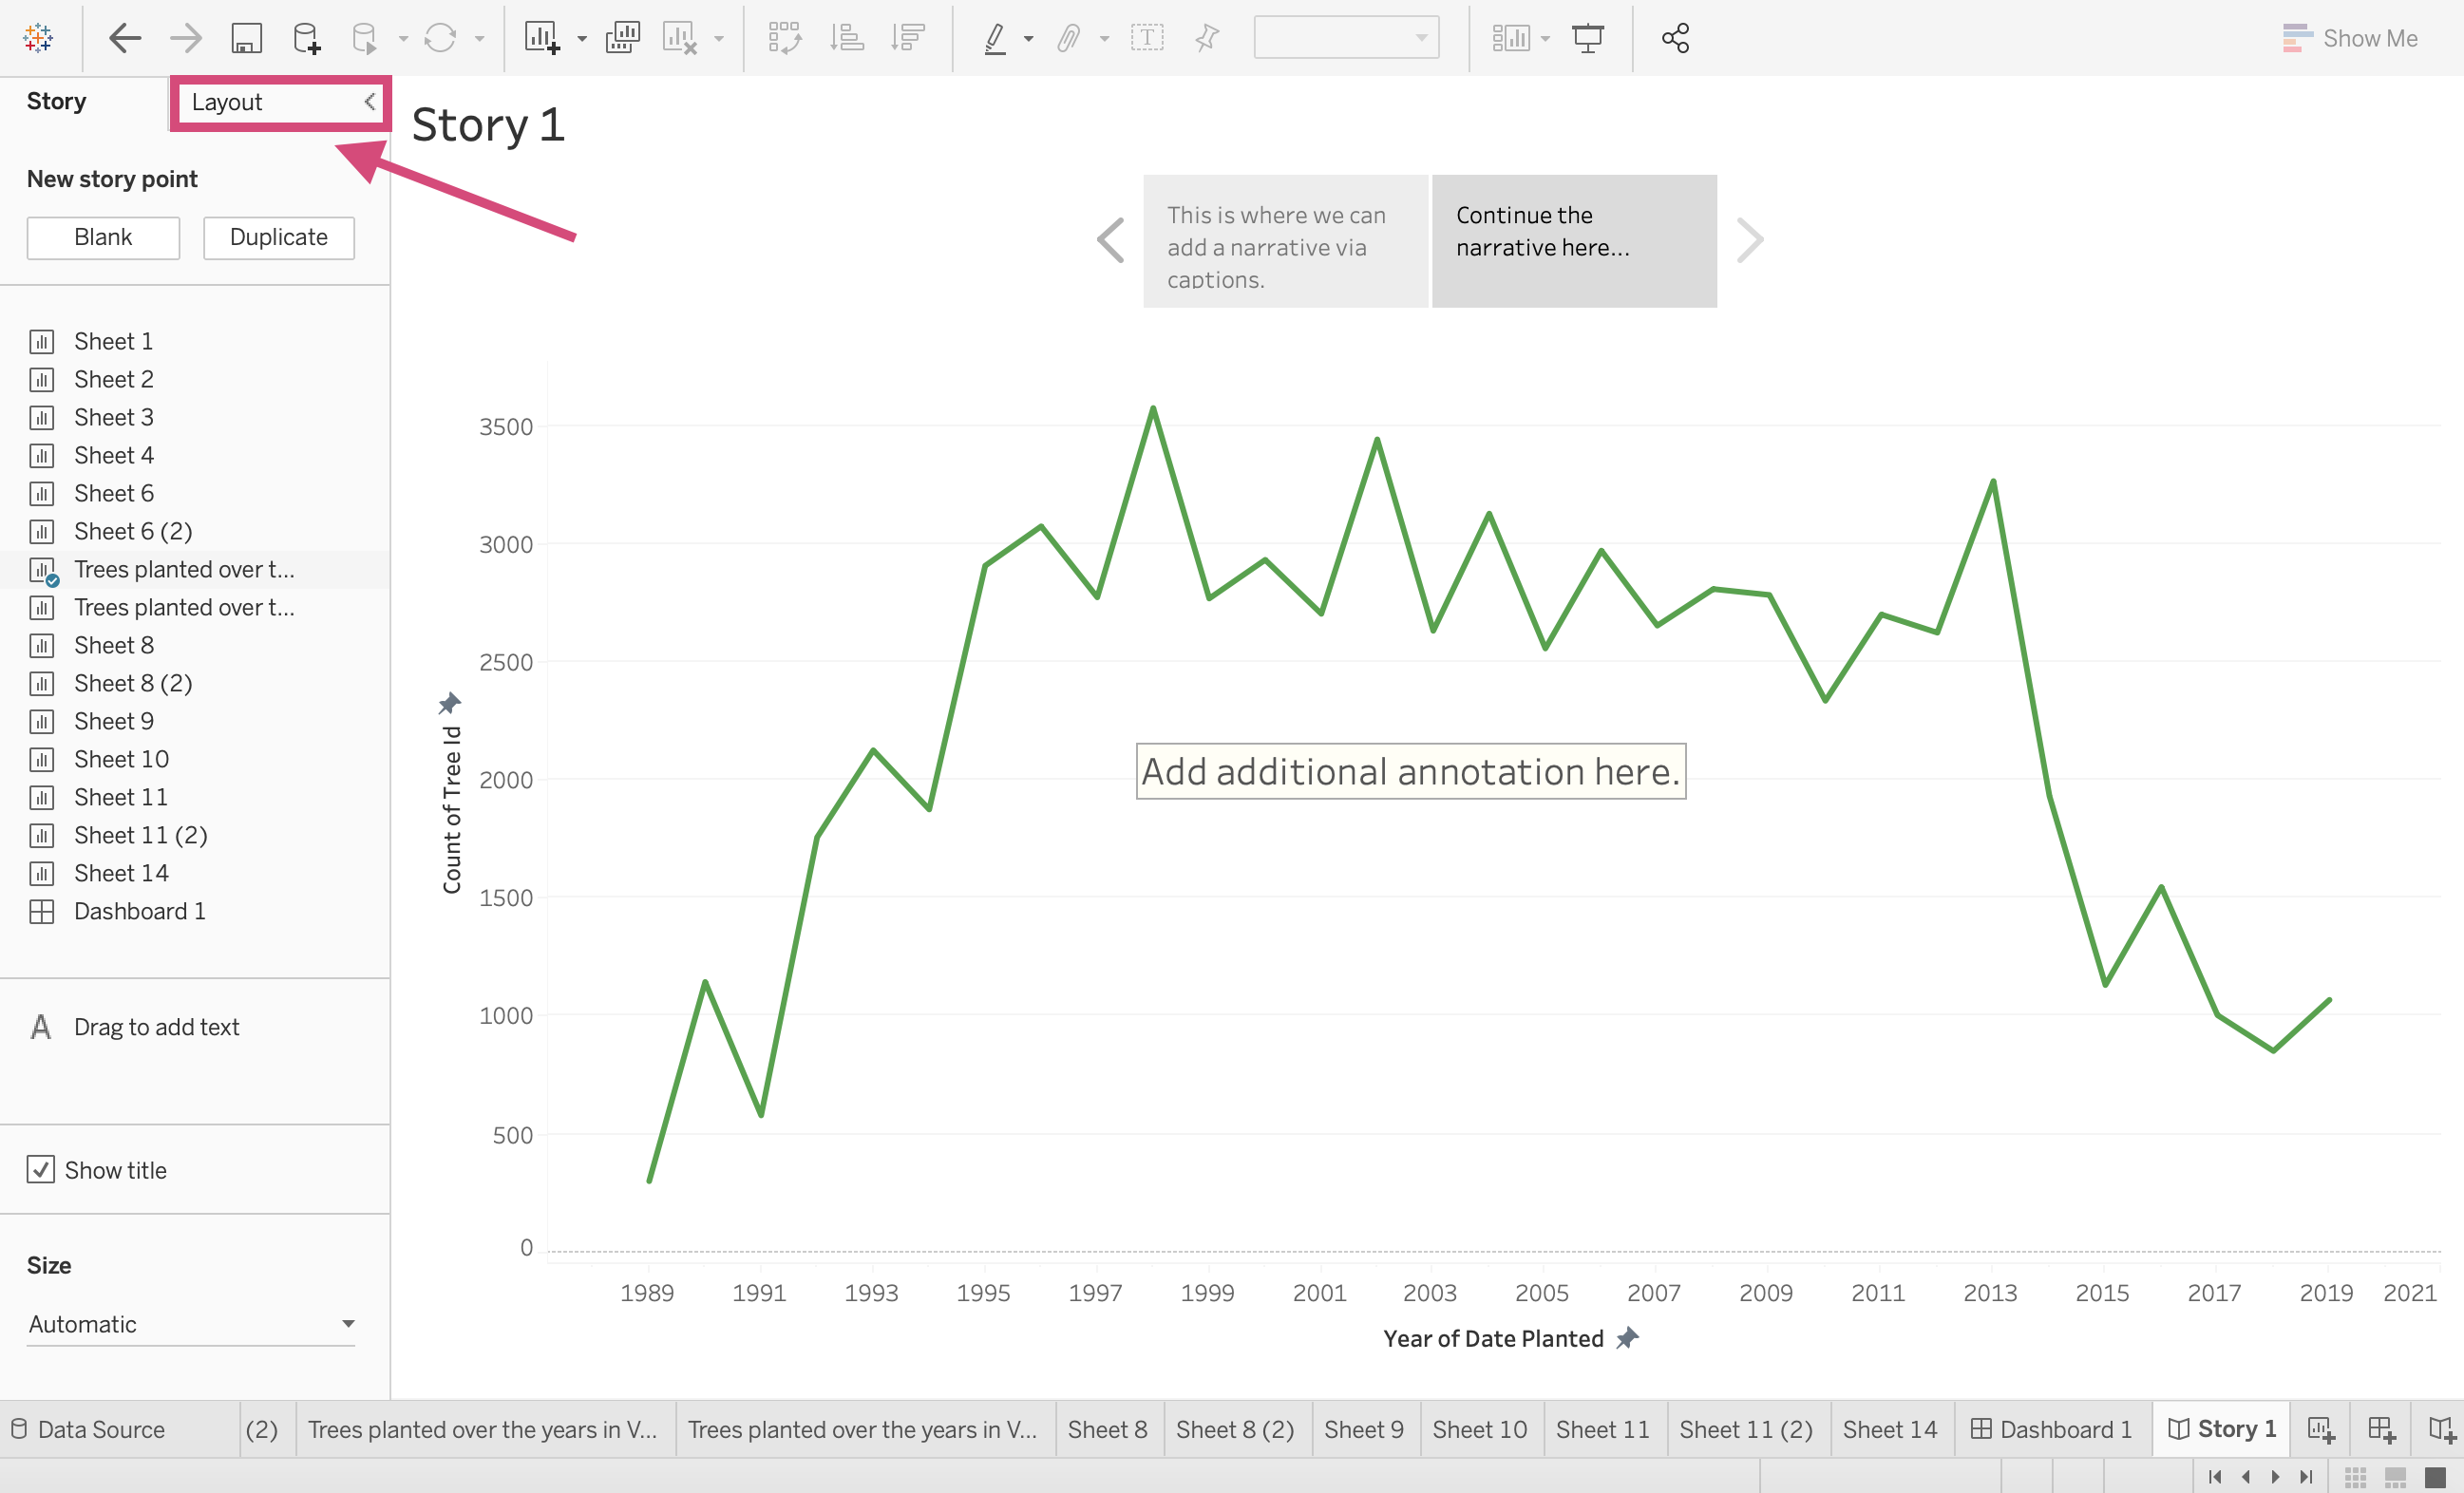 Show Me
Story
Layout
Story 1
New story point
Blank
Duplicate
This is where we can
add a narrative via
captions.
Continue the
narrative here...
Sheet 1
Sheet 2
Sheet 3
Sheet 4
Sheet 6
Sheet 6 (2)
Trees planted over t...
Trees planted over t...
Sheet 8
Sheet 8 (2)
Sheet 9
Sheet 10
Sheet 11
Sheet 11 (2)
Sheet 14
Dashboard 1
A Drag to add text
Show title
Size
Automatic
Count of Tree Id
3500
3000
2500
2000
1500
1000
500
0
Add additional annotation here.
1989 1991 1993 1995 1997 1999 2001 2003 2005 2007 2009 2011 2013 2015 2017 2019 2021
Year of Date Planted
Data Source (2) Trees planted over the years in V... Trees planted over the years in V... Sheet 8 Sheet 8 (2) Sheet 9 Sheet 10 Sheet 11 Sheet 11 (2) Sheet 14 Dashboard 1 Story 1